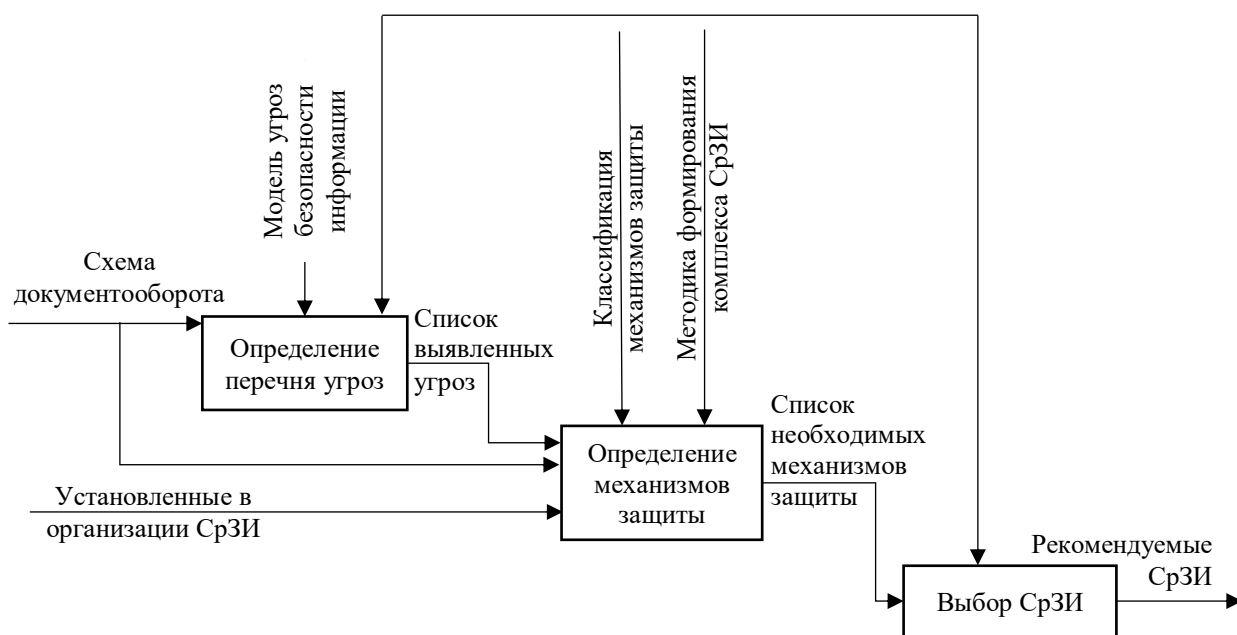 Модель угроз
безопасности
информации
Классификация
механизмов защиты
Методика формирования
комплекса СрЗИ
Схема
документооборота
Определение
перечня угроз
Список
выявленных
угроз
Установленные в
организации СрЗИ
Определение
механизмов
защиты
Список
необходимых
механизмов
защиты
Выбор СрЗИ
Рекомендуемые
СрЗИ